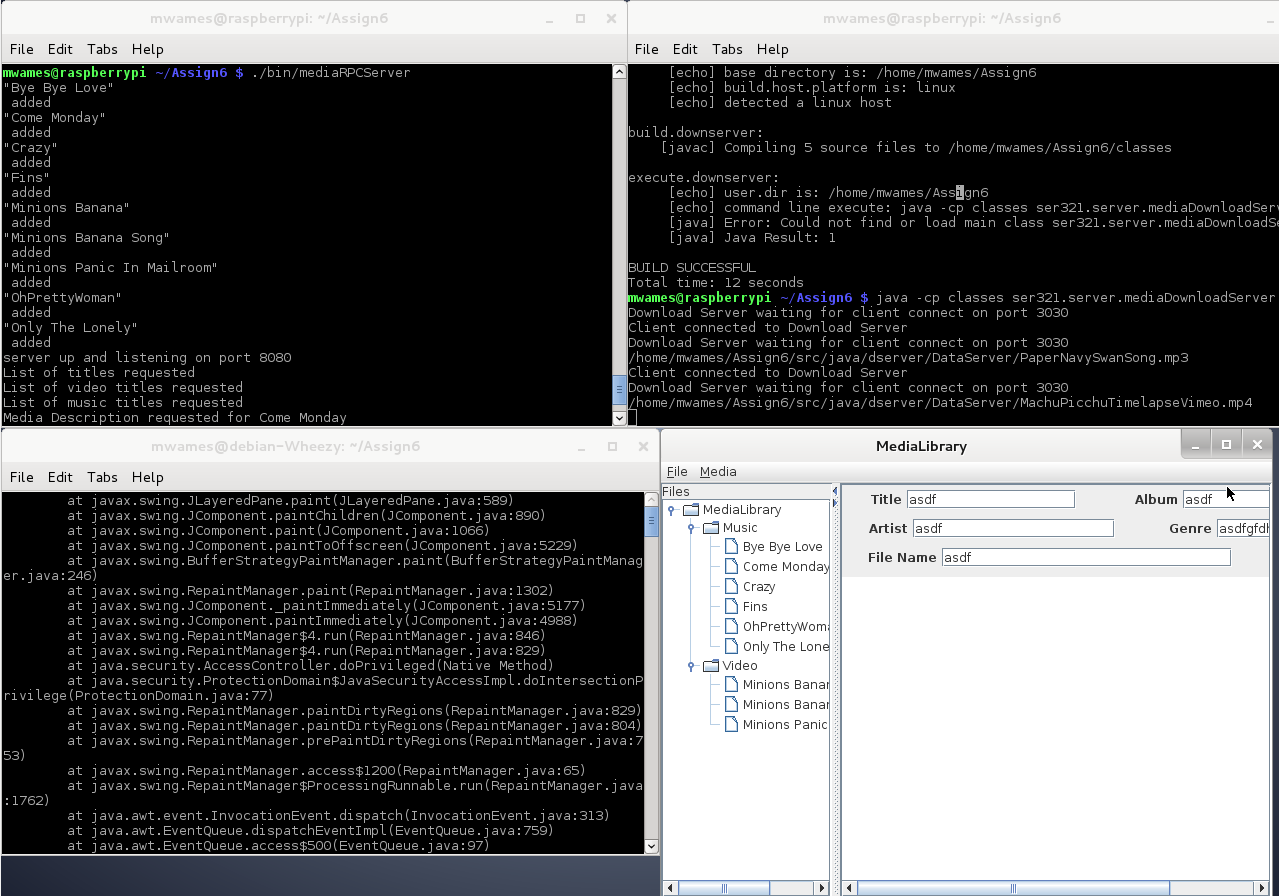 mwames@raspberrypi: ~/Assign6
File Edit Tabs Help
mwames@raspberrypi ~/Assign6 $ ./bin/mediaRPCServer
"Bye Bye Love"
added
"Come Monday"
added
"Crazy"
added
"Fins"
added
"Minions Banana"
added
"Minions Banana Song"
added
"Minions Panic In Mailroom"
added
"OhPrettyWoman"
added
"Only The Lonely"
added
server up and listening on port 8080
List of titles requested
List of video titles requested
List of music titles requested
Media Description requested for Come Monday
mwames@raspberrypi: ~/Assign6
File Edit Tabs Help
[echo] base directory is: /home/mwames/Assign6
[echo] build.host.platform is: linux
[echo] detected a linux host
build.downserver:
[javac] Compiling 5 source files to /home/mwames/Assign6/classes
execute.downserver:
[echo] user.dir is: /home/mwames/Assign6
[echo] command line execute: java -cp classes ser321.server.mediaDownloadServ
[java] Error: Could not find or load main class ser321.server.mediaDownloadSe
[java] Java Result: 1
BUILD SUCCESSFUL
Total time: 12 seconds
mwames@raspberrypi ~/Assign6 $ java -cp classes ser321.server.mediaDownloadServer
Download Server waiting for client connect on port 3030
Client connected to Download Server
Download Server waiting for client connect on port 3030
/home/mwames/Assign6/src/java/dserver/DataServer/PaperNavySwanSong.mp3
Client connected to Download Server
Download Server waiting for client connect on port 3030
/home/mwames/Assign6/src/java/dserver/DataServer/MachuPicchuTimelapseVimeo.mp4
mwames@debian-Wheezy: ~/Assign6
File Edit Tabs Help
at javax.swing.JLayeredPane.paint(JLayeredPane.java:589)
at javax.swing.JComponent.paintChildren(JComponent.java:890)
at javax.swing.JComponent.paint(JComponent.java:1066)
at javax.swing.JComponent.paintToOffscreen(JComponent.java:5229)
at javax.swing.BufferStrategyPaintManager.paint(BufferStrategyPaintManag
er.java:246)
at javax.swing.RepaintManager.paint(RepaintManager.java:1302)
at javax.swing.JComponent._paintImmediately(JComponent.java:5177)
at javax.swing.JComponent.paintImmediately(JComponent.java:4988)
at javax.swing.RepaintManager$4.run(RepaintManager.java:846)
at javax.swing.RepaintManager$4.run(RepaintManager.java:829)
at java.security.AccessController.doPrivileged(Native Method)
at java.security.ProtectionDomain$JavaSecurityAccessImpl.doIntersectionP
rivilege(ProtectionDomain.java:77)
at javax.swing.RepaintManager.paintDirtyRegions(RepaintManager.java:829)
at javax.swing.RepaintManager.paintDirtyRegions(RepaintManager.java:804)
at javax.swing.RepaintManager.prePaintDirtyRegions(RepaintManager.java:7
53)
at javax.swing.RepaintManager.access$1200(RepaintManager.java:65)
at javax.swing.RepaintManager$ProcessingRunnable.run(RepaintManager.java
:1762)
at java.awt.event.InvocationEvent.dispatch(InvocationEvent.java:313)
at java.awt.EventQueue.dispatchEventImpl(EventQueue.java:759)
at java.awt.EventQueue.access$500(EventQueue.java:97)
MediaLibrary
File Media
Files
MediaLibrary
Music
Bye Bye Love
Come Monday
Crazy
Fins
OhPrettyWoma
Only The Lone
Video
Minions Banar
Minions Banar
Minions Panic
Title asdf Album asdf
Artist asdf Genre asdfgfdh
File Name asdf